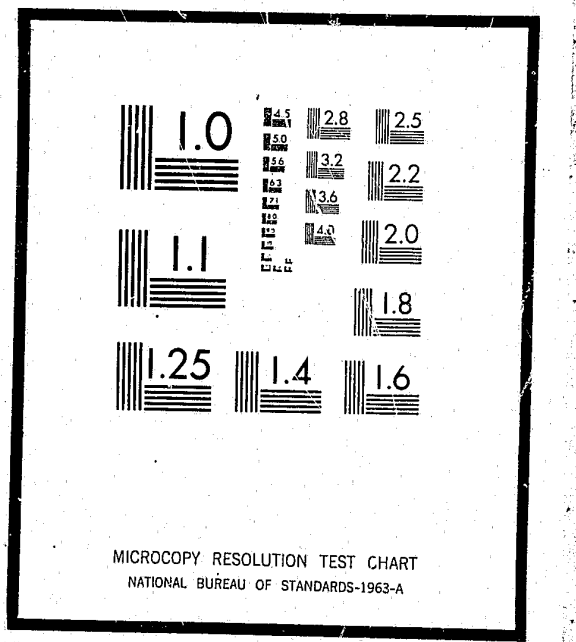 1.0
4.5 2.8 2.5
5.0
5.6 3.2 2.2
6.3
7.1 3.6
8.0
4.0
1.1 2.0
1.8
1.25 1.4 1.6
MICROCOPY RESOLUTION TEST CHART
NATIONAL BUREAU OF STANDARDS-1963-A